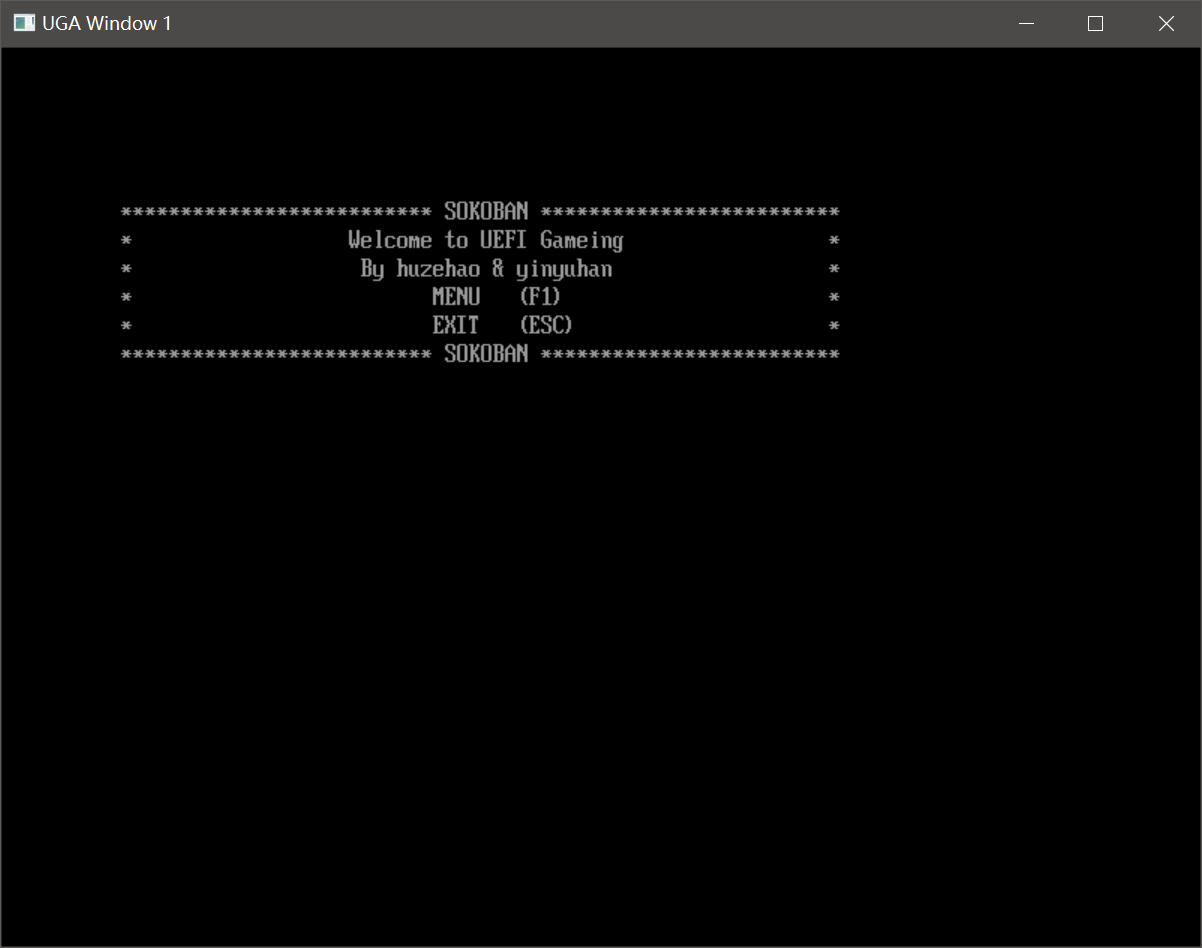 UGA Window 1
************************** SOKOBAN *************************
*                  Welcome to UEFI Gameing                 *
*                   By huzehao & yinyuhan                  *
*                         MENU   (F1)                      *
*                         EXIT   (ESC)                     *
************************** SOKOBAN *************************